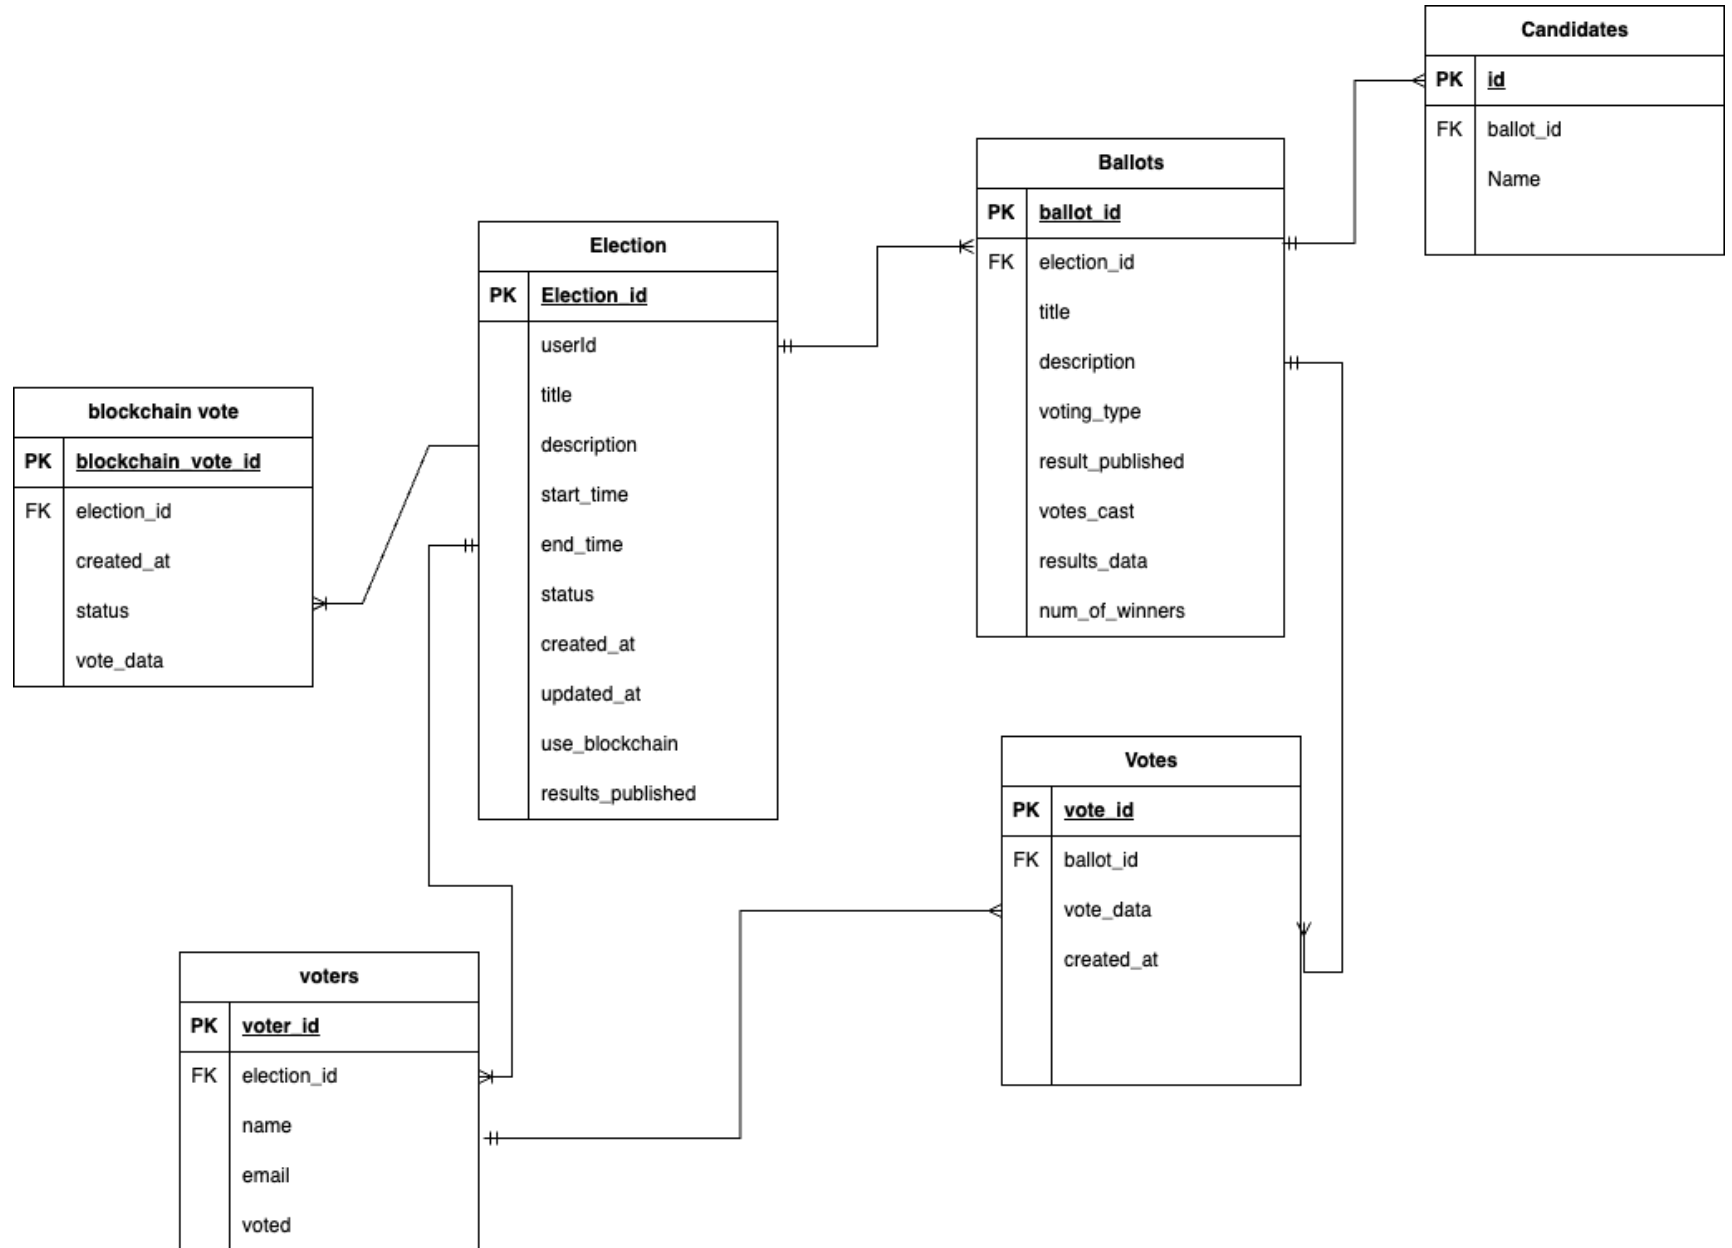 Candidates
PK id
FK ballot_id
Name
Ballots
PK ballot_id
FK election_id
title
description
voting_type
result_published
votes_cast
results_data
num_of_winners
Election
PK Election_id
userId
title
description
start_time
end_time
status
created_at
updated_at
use_blockchain
results_published
blockchain vote
PK blockchain_vote_id
FK election_id
created_at
status
vote_data
Votes
PK vote_id
FK ballot_id
vote_data
created_at
voters
PK voter_id
FK election_id
name
email
voted